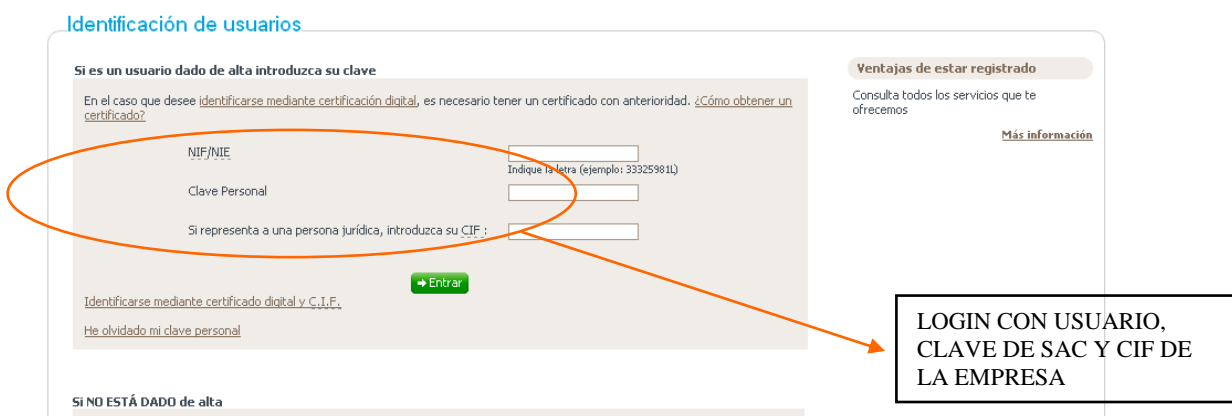 Identificación de usuarios
Si es un usuario dado de alta introduzca su clave
En el caso que desee identificarse mediante certificación digital, es necesario tener un certificado con anterioridad. ¿Cómo obtener un
certificado?
NIF/NIE
Indique la letra (ejemplo: 33325981L)
Clave Personal
Si representa a una persona jurídica, introduzca su CIF :
Entrar
Identificarse mediante certificado digital y C.I.F.
He olvidado mi clave personal
Si NO ESTÁ DADO de alta
Ventajas de estar registrado
Consulta todos los servicios que te
ofrecemos
Más información
LOGIN CON USUARIO,
CLAVE DE SAC Y CIF DE
LA EMPRESA